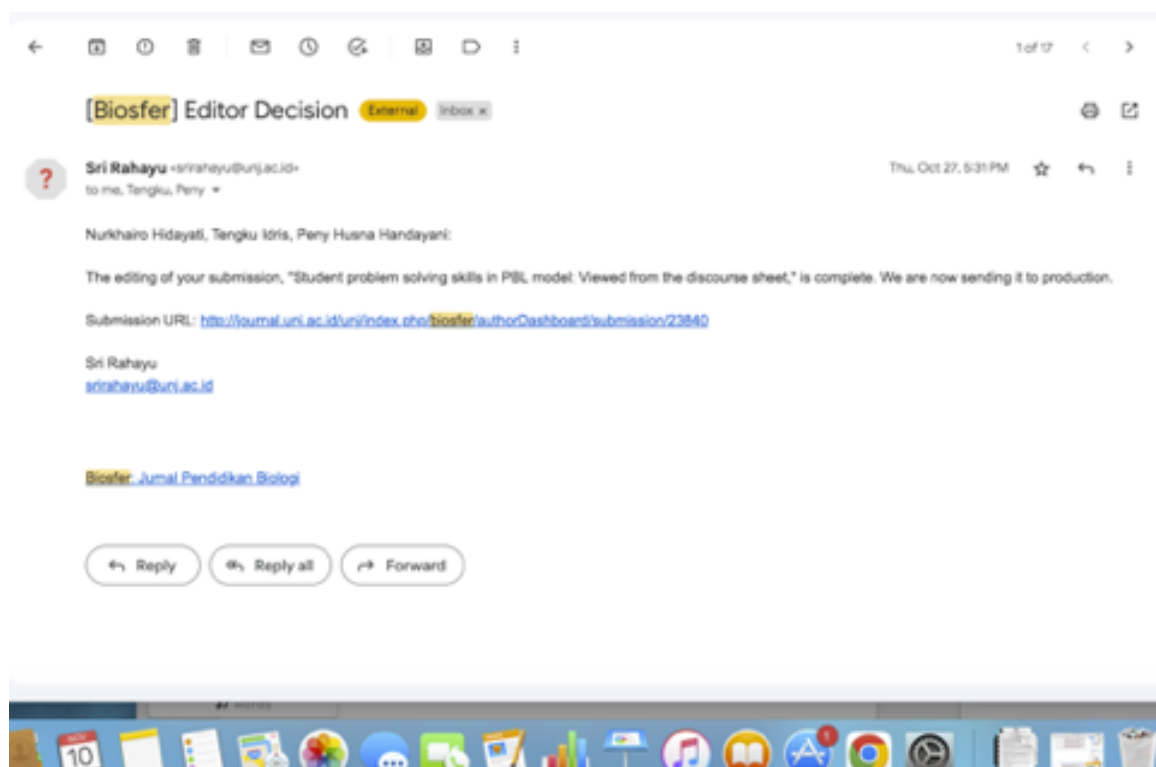 1 of 17
[Biosfer] Editor Decision External Inbox x
Sri Rahayu <srirahayu@unj.ac.id>
Thu, Oct 27, 5:31 PM
to me, Tengku, Peny
Nurkhairo Hidayati, Tengku Idris, Peny Husna Handayani:
The editing of your submission, "Student problem solving skills in PBL model: Viewed from the discourse sheet," is complete. We are now sending it to production.
Submission URL: http://journal.unj.ac.id/unj/index.php/biosfer/authorDashboard/submission/23840
Sri Rahayu
srirahayu@unj.ac.id
Biosfer: Jurnal Pendidikan Biologi
Reply Reply all Forward
words
NOV
10
1